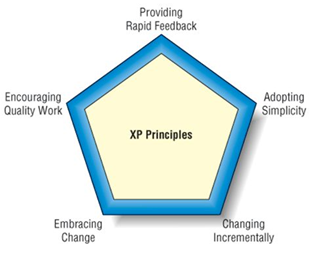 Providing
Rapid Feedback
Encouraging
Quality Work
Adopting
Simplicity
XP Principles
Embracing
Change
Changing
Incrementally